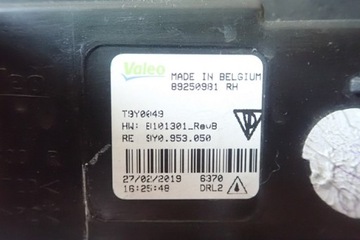 Valeo
MADE IN BELGIUM
89250981 RH
T9Y0049
HW: B101301_RevB
RE 9Y0.953.050
27/02/2019 6370
16:25:48 DRL2